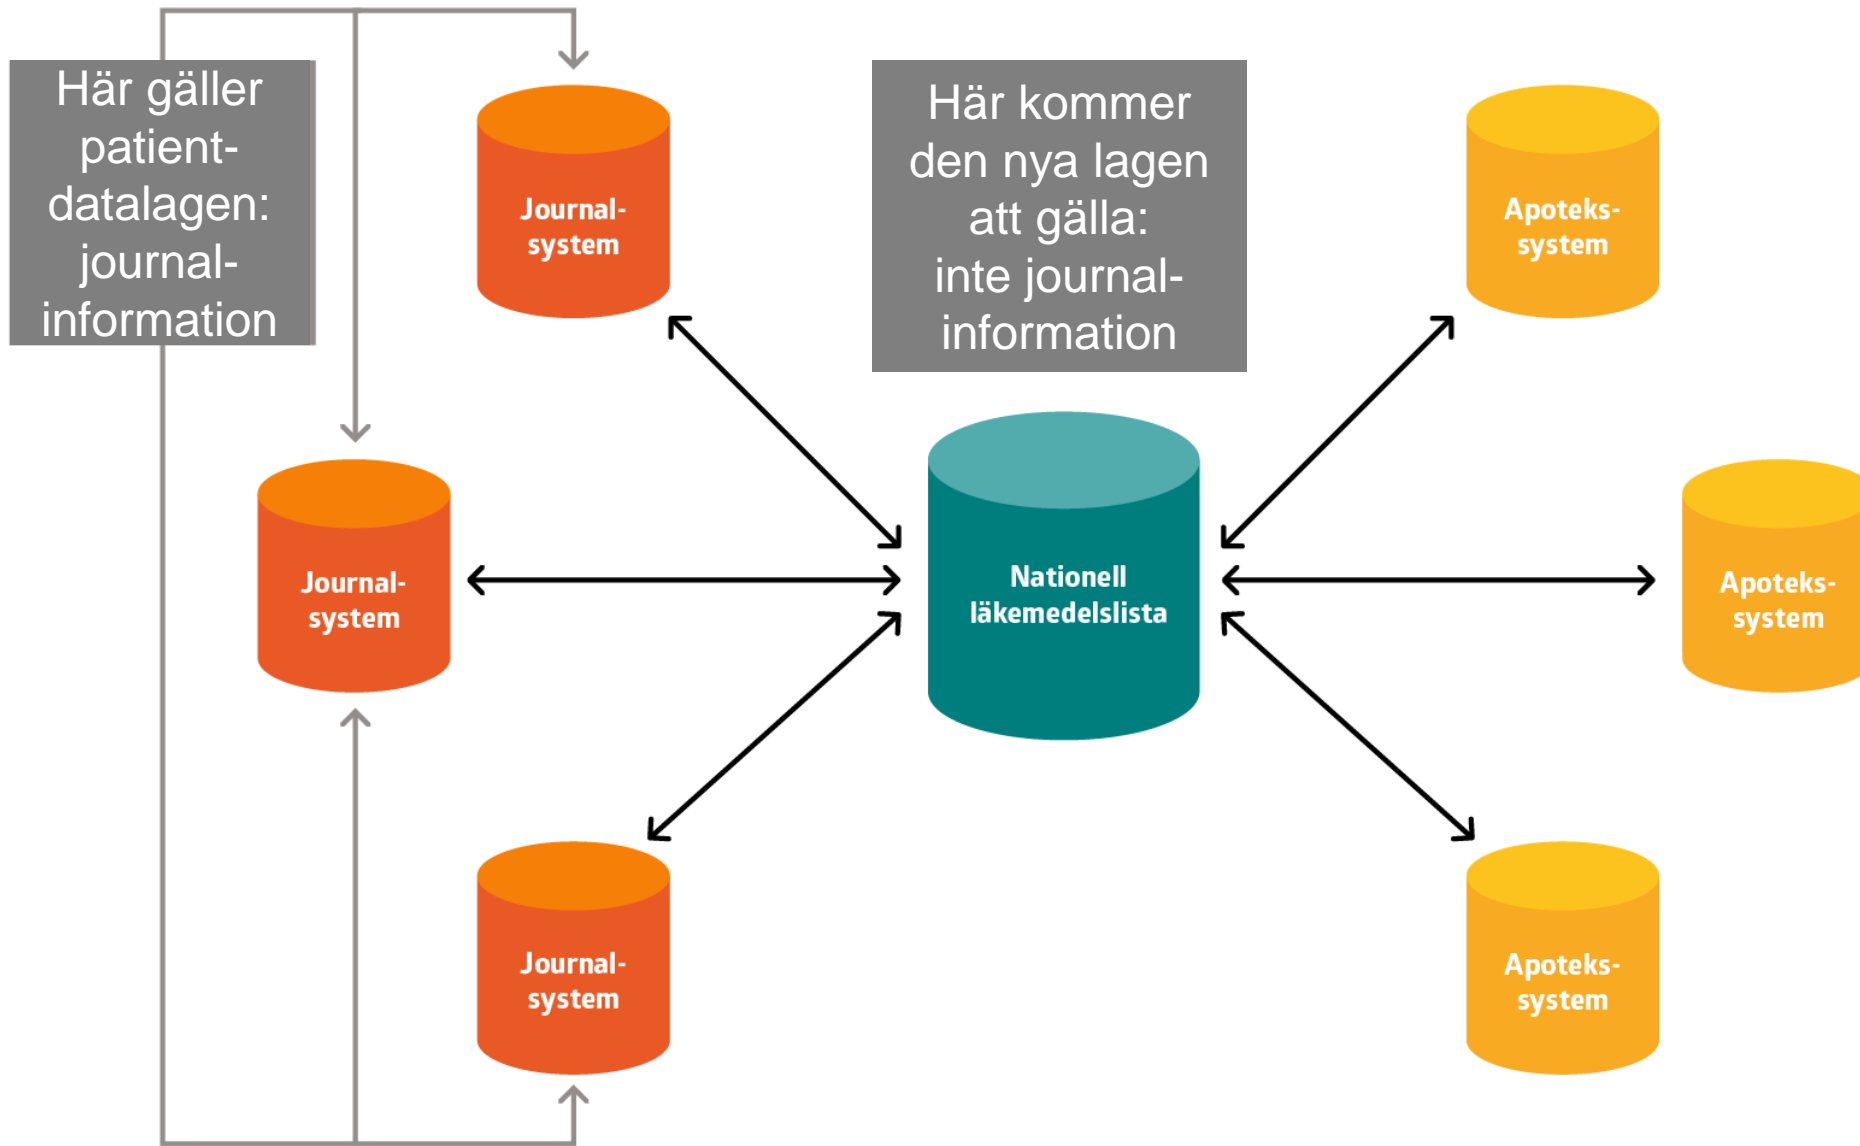 Här gäller
patient-
datalagen:
journal-
information
Här kommer
den nya lagen
att gälla:
inte journal-
information
Journal-
system
Apoteks-
system
Journal-
system
Nationell
läkemedelslista
Apoteks-
system
Journal-
system
Apoteks-
system